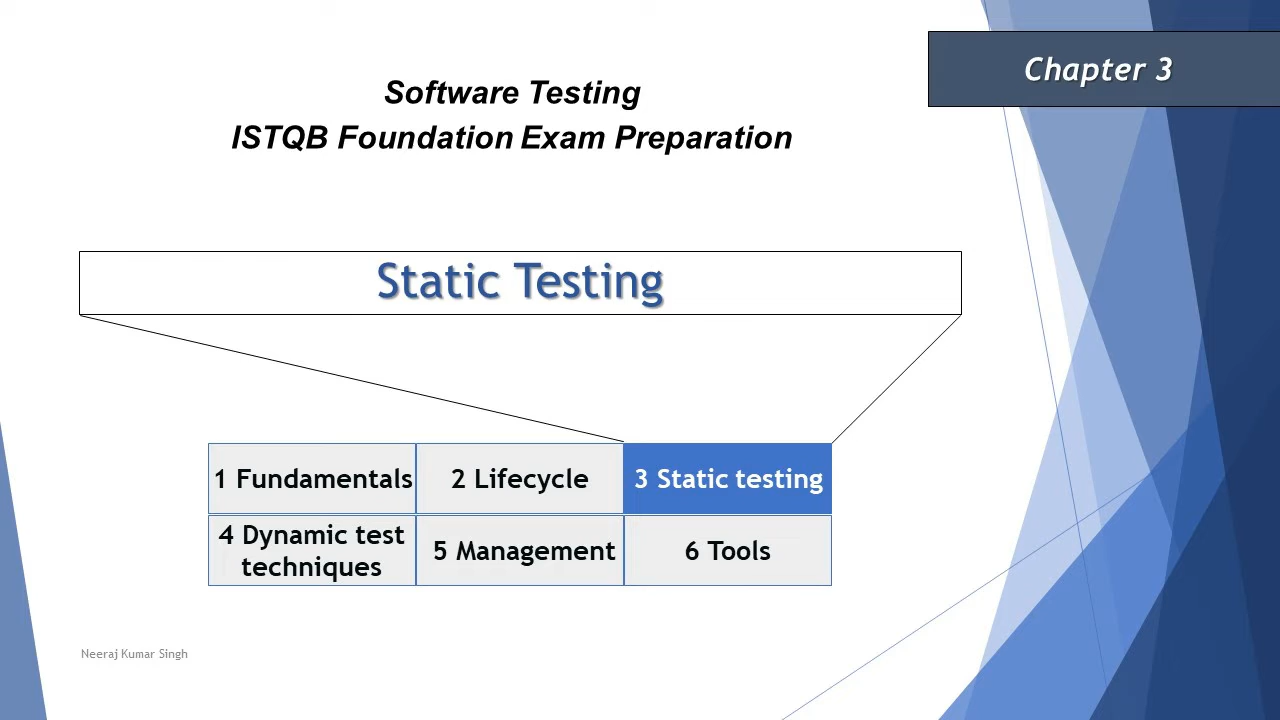 Chapter 3
Software Testing
ISTQB Foundation Exam Preparation
Static Testing
1 Fundamentals
2 Lifecycle
3 Static testing
4 Dynamic test
techniques
5 Management
6 Tools
Neeraj Kumar Singh